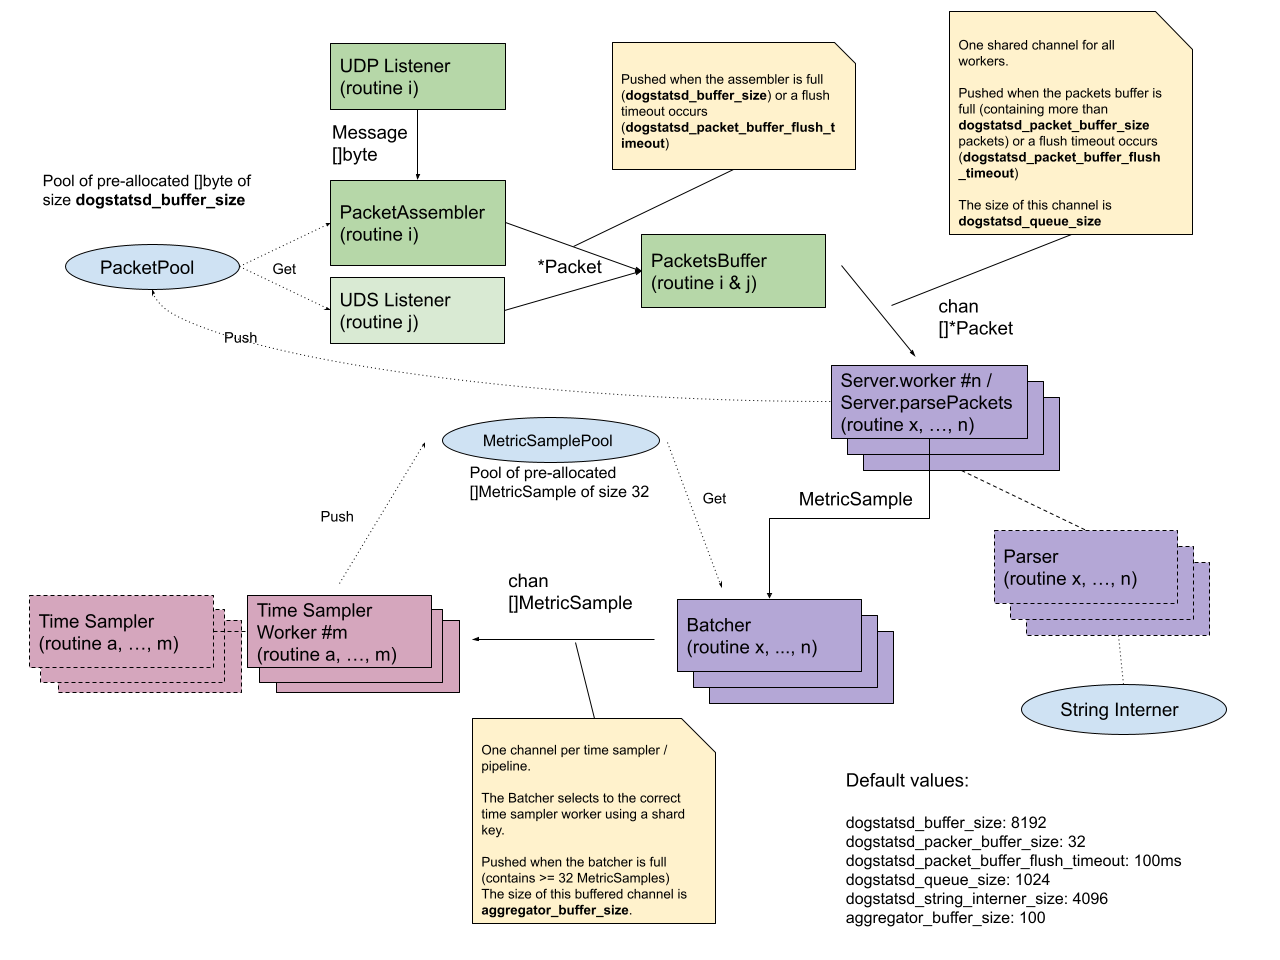 UDP Listener
(routine i)
Message
[]byte
Pool of pre-allocated []byte of
size dogstatsd_buffer_size
PacketPool
Get
Push
PacketAssembler
(routine i)
UDS Listener
(routine j)
*Packet
Pushed when the assembler is full
(dogstatsd_buffer_size) or a flush
timeout occurs
(dogstatsd_packet_buffer_flush_t
imeout)
PacketsBuffer
(routine i & j)
One shared channel for all
workers.
Pushed when the packets buffer is
full (containing more than
dogstatsd_packet_buffer_size
packets) or a flush timeout occurs
(dogstatsd_packet_buffer_flush
_timeout)
The size of this channel is
dogstatsd_queue_size
chan
[]*Packet
Server.worker #n /
Server.parsePackets
(routine x, …, n)
MetricSamplePool
Pool of pre-allocated
[]MetricSample of size 32
Push
Get
MetricSample
Parser
(routine x, …, n)
String Interner
Batcher
(routine x, ..., n)
chan
[]MetricSample
Time Sampler
Worker #m
(routine a, …, m)
Time Sampler
(routine a, …, m)
One channel per time sampler /
pipeline.
The Batcher selects to the correct
time sampler worker using a shard
key.
Pushed when the batcher is full
(contains >= 32 MetricSamples)
The size of this buffered channel is
aggregator_buffer_size.
Default values:
dogstatsd_buffer_size: 8192
dogstatsd_packer_buffer_size: 32
dogstatsd_packet_buffer_flush_timeout: 100ms
dogstatsd_queue_size: 1024
dogstatsd_string_interner_size: 4096
aggregator_buffer_size: 100